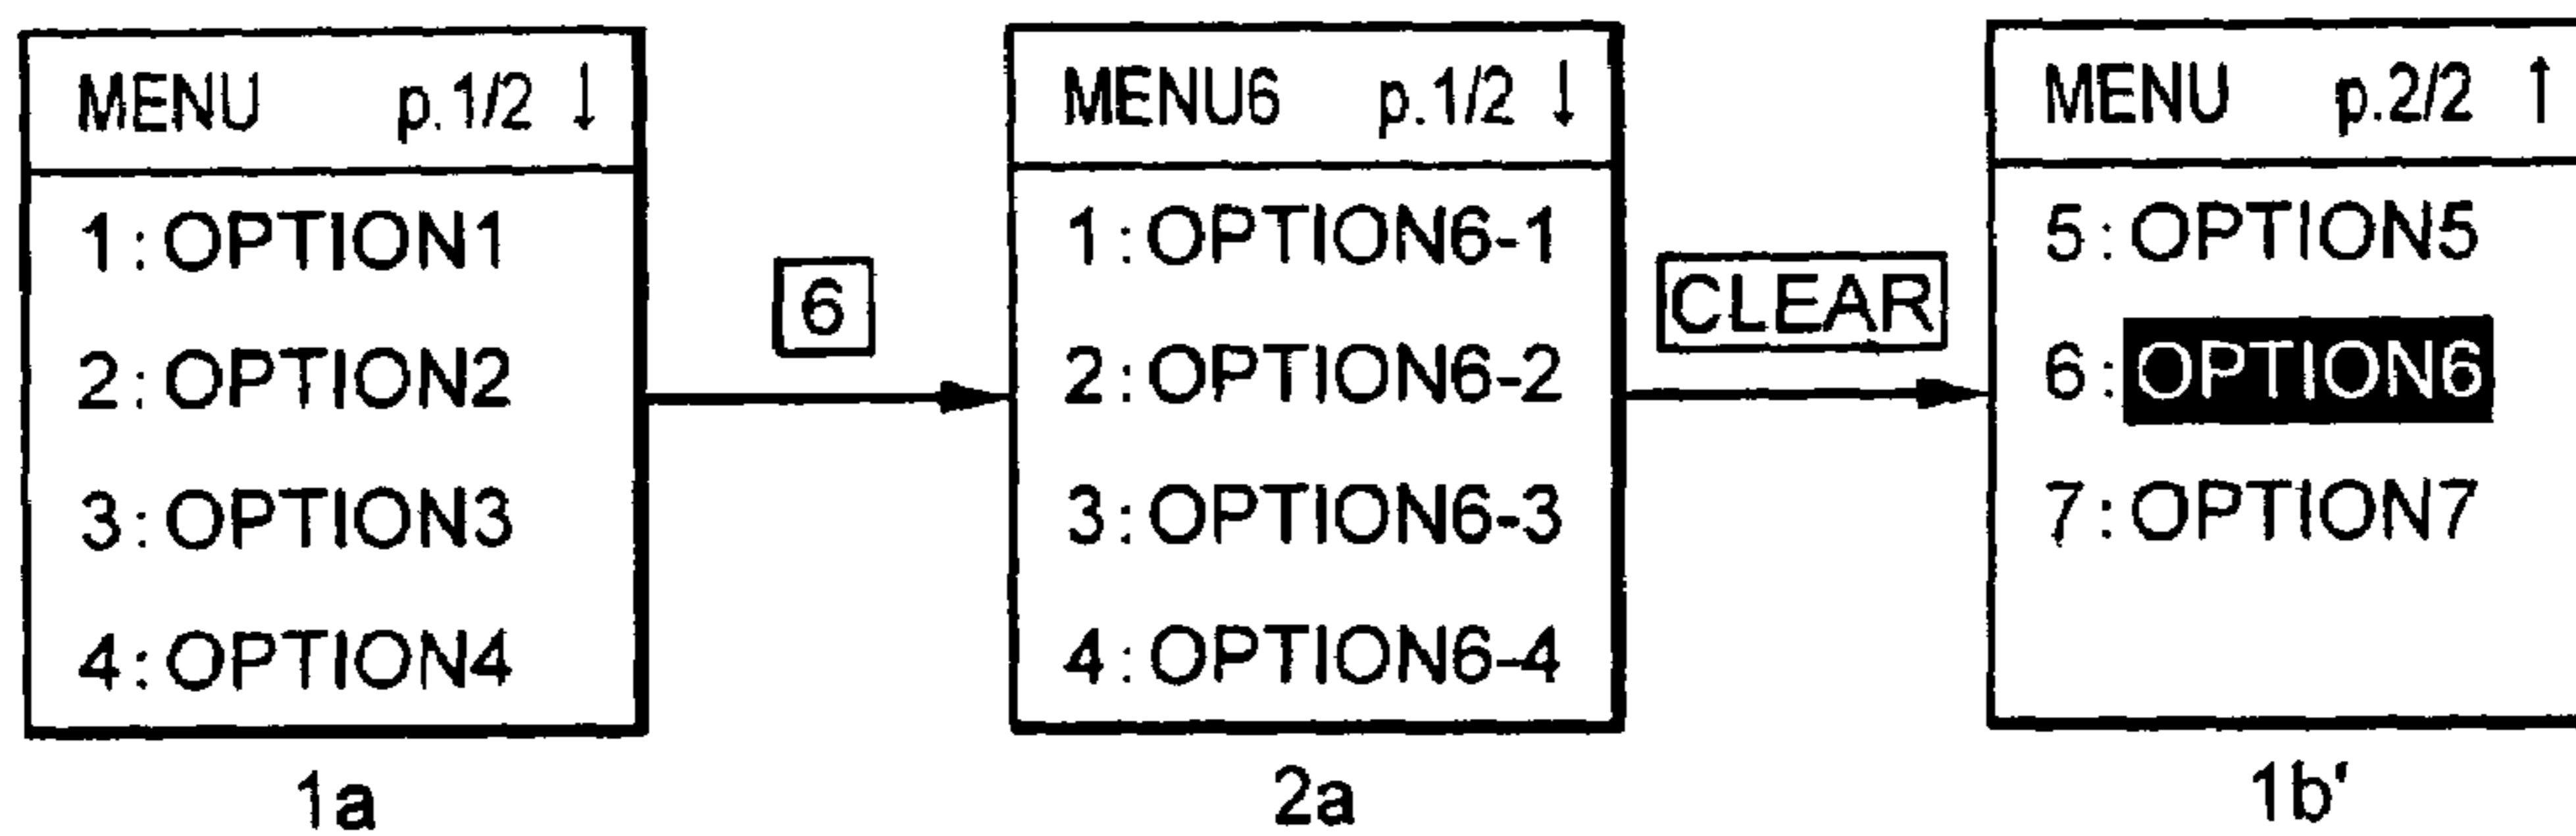 MENU p.1/2 ↓
1:OPTION1
2:OPTION2
3:OPTION3
4:OPTION4
1a
6
MENU6 p.1/2 ↓
1:OPTION6-1
2:OPTION6-2
3:OPTION6-3
4:OPTION6-4
2a
CLEAR
MENU p.2/2 ↑
5:OPTION5
6:OPTION6
7:OPTION7
1b'